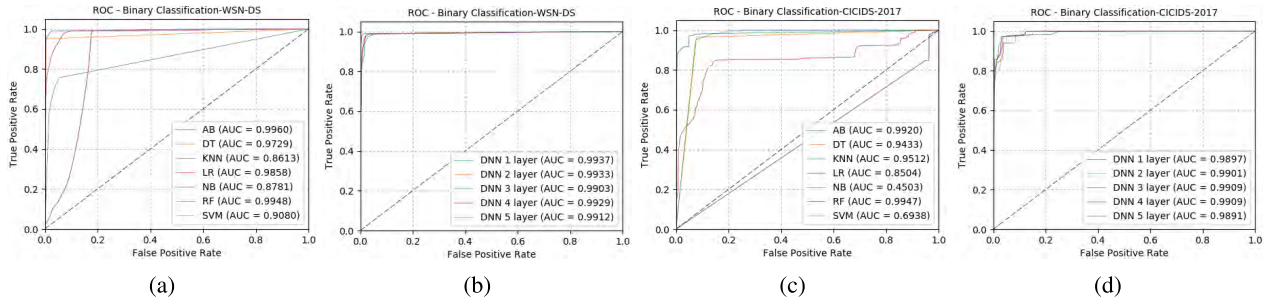 ROC - Binary Classification-WSN-DS
True Positive Rate
1.0
0.8
0.6
0.4
0.2
0.0
AB (AUC = 0.9960)
DT (AUC = 0.9729)
KNN (AUC = 0.8613)
LR (AUC = 0.9858)
NB (AUC = 0.8781)
RF (AUC = 0.9948)
SVM (AUC = 0.9080)
0.0 0.2 0.4 0.6 0.8 1.0
False Positive Rate
(a)
ROC - Binary Classification-WSN-DS
True Positive Rate
1.0
0.8
0.6
0.4
0.2
0.0
DNN 1 layer (AUC = 0.9937)
DNN 2 layer (AUC = 0.9933)
DNN 3 layer (AUC = 0.9903)
DNN 4 layer (AUC = 0.9929)
DNN 5 layer (AUC = 0.9912)
0.0 0.2 0.4 0.6 0.8 1.0
False Positive Rate
(b)
ROC - Binary Classification-CICIDS-2017
True Positive Rate
1.0
0.8
0.6
0.4
0.2
0.0
AB (AUC = 0.9920)
DT (AUC = 0.9433)
KNN (AUC = 0.9512)
LR (AUC = 0.8504)
NB (AUC = 0.4503)
RF (AUC = 0.9947)
SVM (AUC = 0.6938)
0.0 0.2 0.4 0.6 0.8 1.0
False Positive Rate
(c)
ROC - Binary Classification-CICIDS-2017
True Positive Rate
1.0
0.8
0.6
0.4
0.2
0.0
DNN 1 layer (AUC = 0.9897)
DNN 2 layer (AUC = 0.9901)
DNN 3 layer (AUC = 0.9909)
DNN 4 layer (AUC = 0.9909)
DNN 5 layer (AUC = 0.9891)
0.0 0.2 0.4 0.6 0.8 1.0
False Positive Rate
(d)